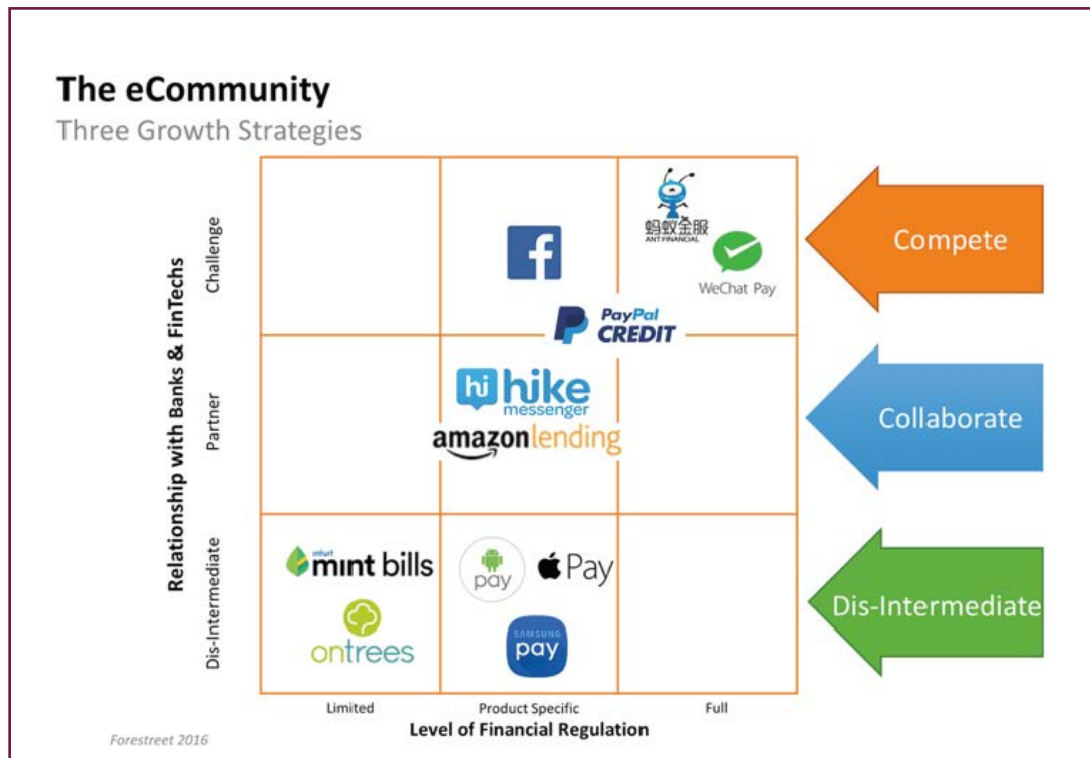 The eCommunity
Three Growth Strategies
Relationship with Banks & FinTechs
Challenge
Partner
Dis-Intermediate
f
蚂蚁金服
ANT FINANCIAL
WeChat Pay
PayPal
CREDIT
hi hike
messenger
amazonlending
intuit
mint bills
ontrees
pay
Pay
SAMSUNG
pay
Compete
Collaborate
Dis-Intermediate
Limited
Product Specific
Full
Level of Financial Regulation
Forestreet 2016